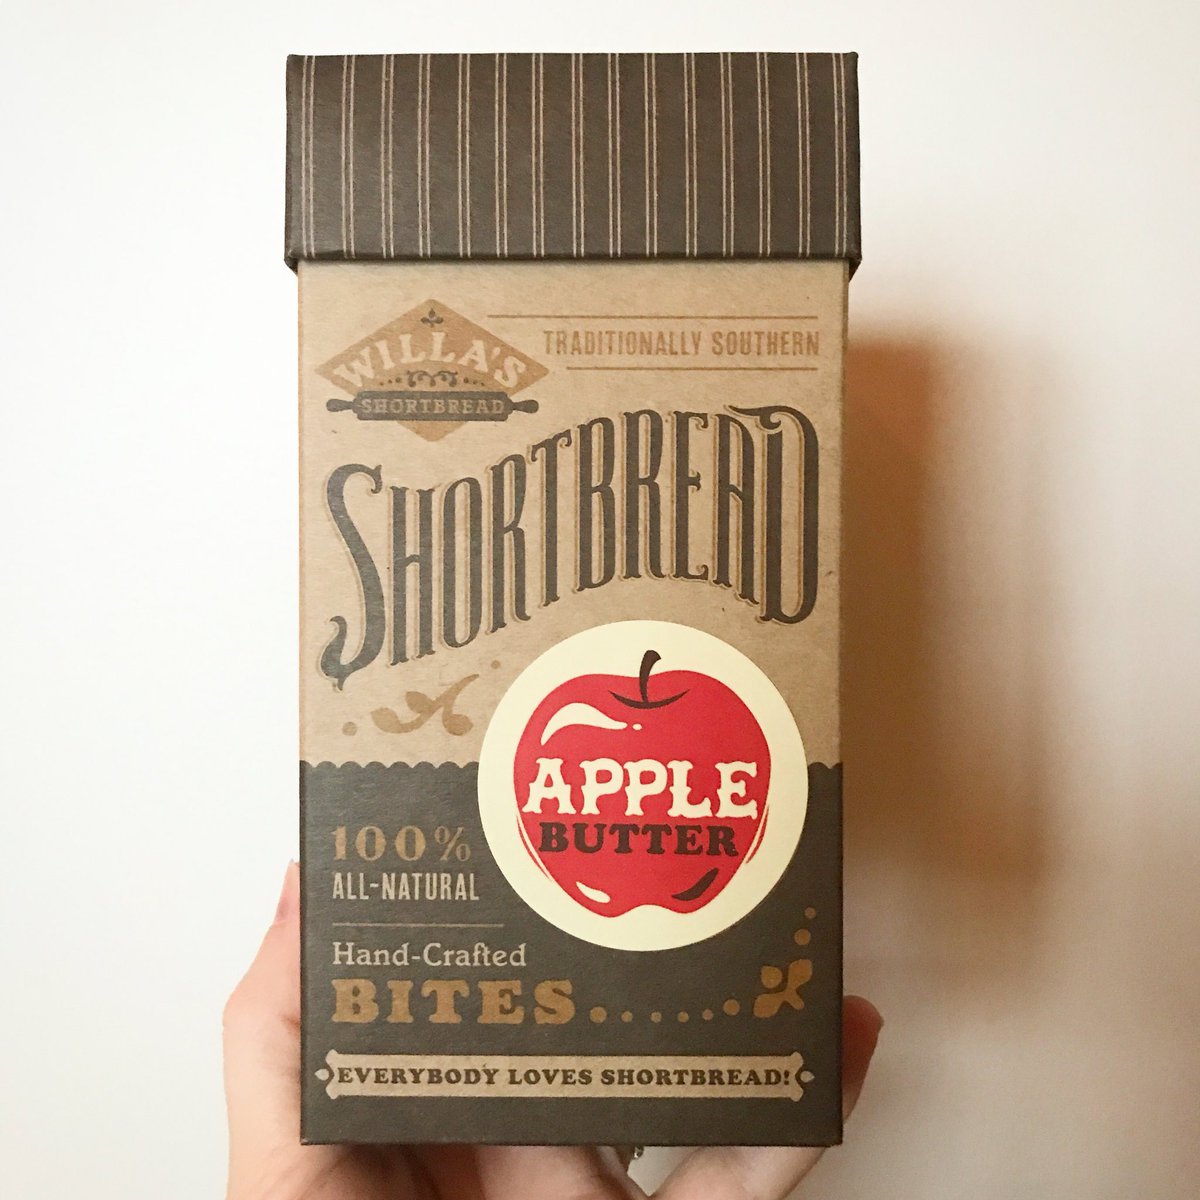 WILLA'S
SHORTBREAD
TRADITIONALLY SOUTHERN
SHORTBREAD
APPLE
BUTTER
100%
ALL-NATURAL
Hand-Crafted
BITES
EVERYBODY LOVES SHORTBREAD!